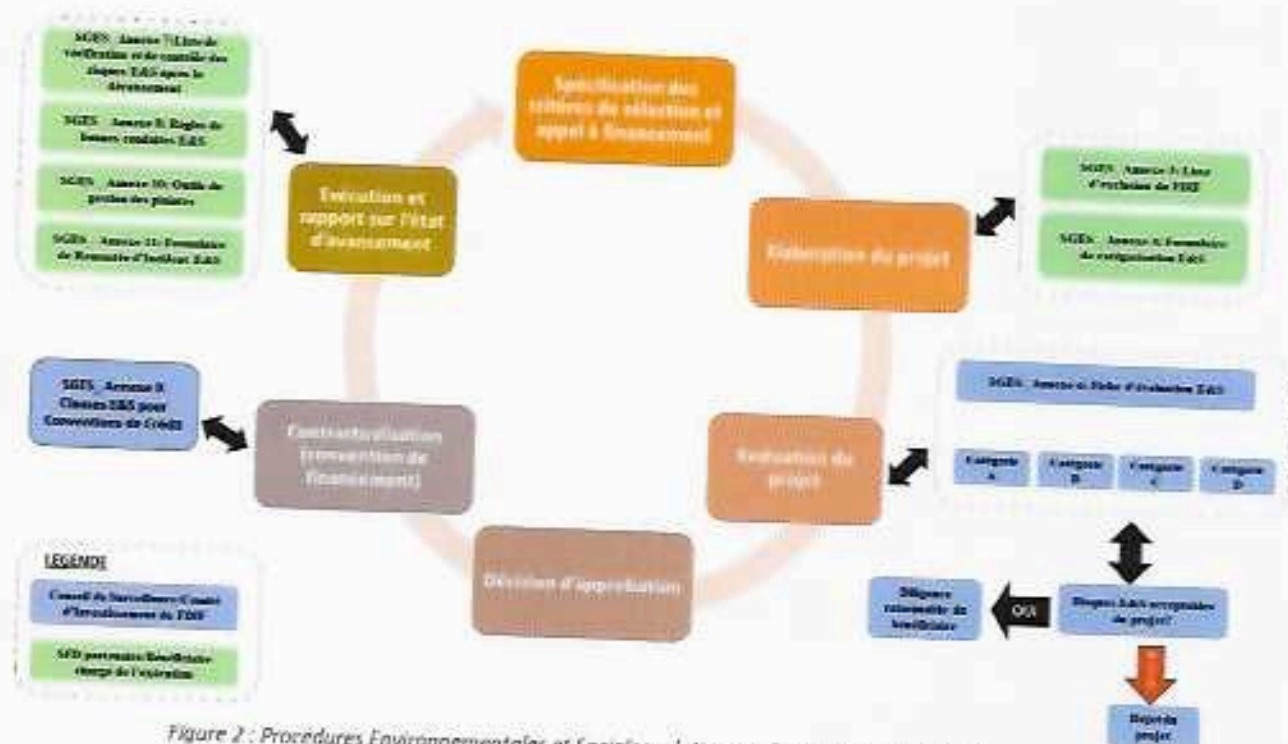 SGES _ Annexe 7: Liste de
vérification et de contrôle des
risques E&S après le
décaissement
SGES _ Annexe 8: Règles de
bonnes conduites E&S
SGES _ Annexe 10: Outils de
gestion des plaintes
SGES _ Annexe 11: Formulaire
de Remontée d'Incident E&S
Spécification des
critères de sélection et
appel à financement
Exécution et
rapport sur l'état
d'avancement
Elaboration du projet
SGES _ Annexe 3: Liste
d'exclusion du
SGES _ Annexe 4: Formulaire
de catégorisation E&S
SGES _ Annexe 6: Fiche d'évaluation E&S
Catégorie
A
Catégorie
B
Catégorie
C
Catégorie
D
Evaluation du
projet
SGES _ Annexe 9
Clauses E&S pour
Conventions de Crédit
Contractualisation
(convention de
financement)
Décision d'approbation
Diligence
raisonnable du
bénéficiaire
OUI
Risques E&S acceptables
du projet?
Rejet du
projet
LEGENDE
Conseil de Surveillance/Comité
d'Investissement du
SFD partenaire/Bénéficiaire
chargé de l'exécution
Figure 2 : Procédures Environnementales et Sociales